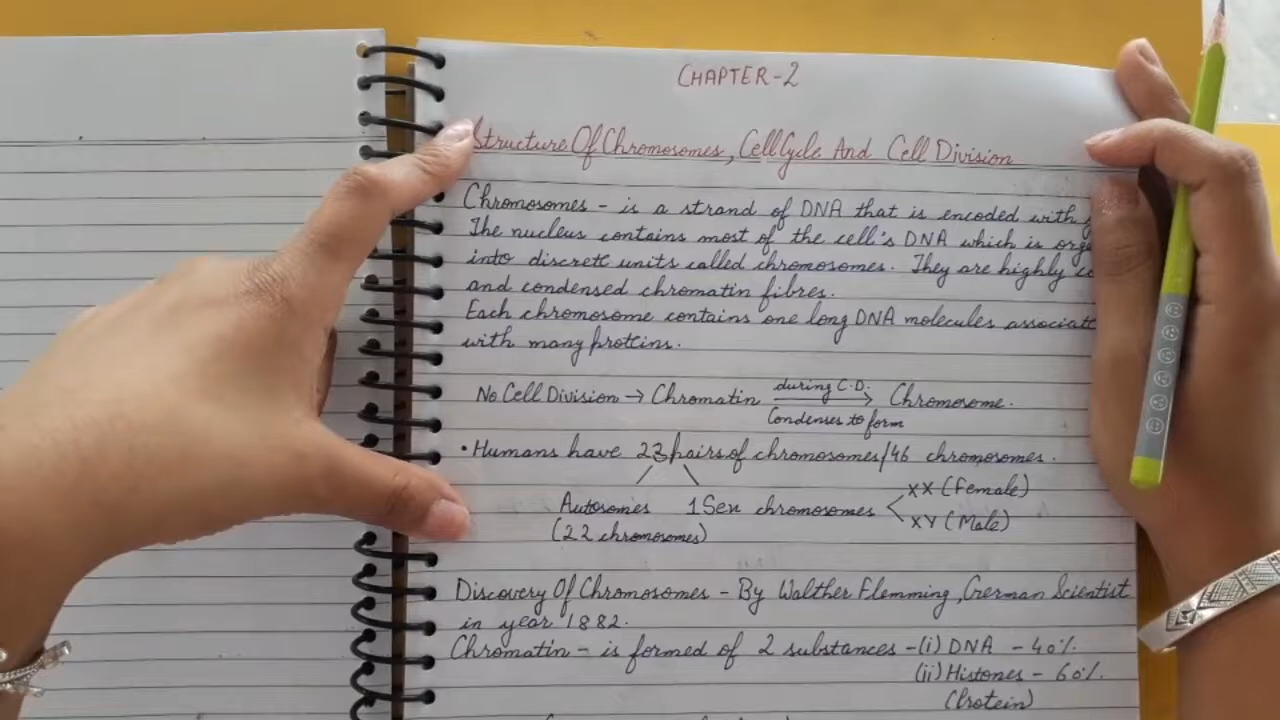 CHAPTER-2
Structure Of Chromosomes, Cell Cycle And Cell Division
Chromosomes - is a strand of DNA that is encoded with
The nucleus contains most of the cell's DNA which is
into discrete units called chromosomes. They are highly
and condensed chromatin fibres.
Each chromosome contains one long DNA molecules
with many proteins.
during C.D.
No Cell Division → Chromatin → Chromosome.
Condenses to form
• Humans have 23 pairs of chromosomes/46 chromosomes.
XX (Female)
Autosomes 1 Sex chromosomes
XY (Male)
(22 chromosomes)
Discovery Of Chromosomes - By Walther Flemming, German Scientist
in year 1882.
Chromatin - is formed of 2 substances - (i) DNA - 40%.
(ii) Histones - 60%.
(Protein)